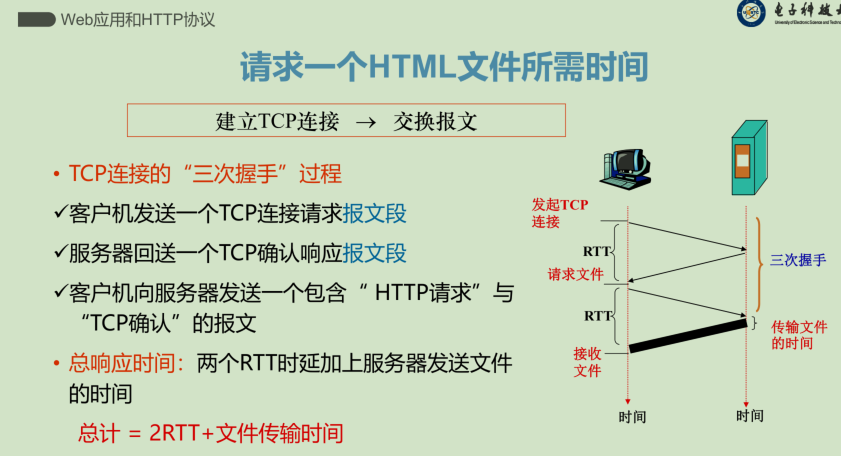 Web应用和HTTP协议
电子科技大
University of Electronic Science and Techn
请求一个HTML文件所需时间
建立TCP连接 → 交换报文
• TCP连接的“三次握手”过程
✓客户机发送一个TCP连接请求报文段
✓服务器回送一个TCP确认响应报文段
✓客户机向服务器发送一个包含“ HTTP请求”与
“TCP确认”的报文
• 总响应时间：两个RTT时延加上服务器发送文件
的时间
总计 = 2RTT+文件传输时间
发起TCP
连接
RTT
请求文件
RTT
接收
文件
三次握手
传输文件
的时间
时间
时间